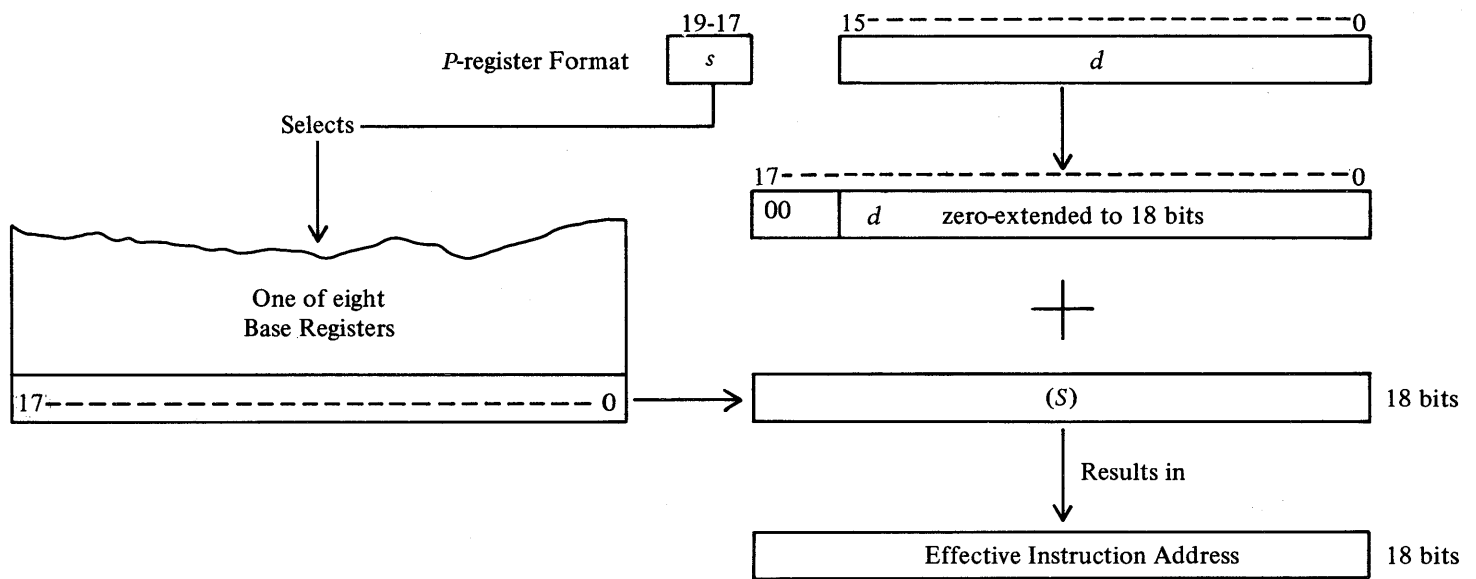 19-17
15 0
P-register Format s d
Selects
17 0
00 d zero-extended to 18 bits
One of eight
Base Registers
+
17 0
(S) 18 bits
Results in
Effective Instruction Address 18 bits